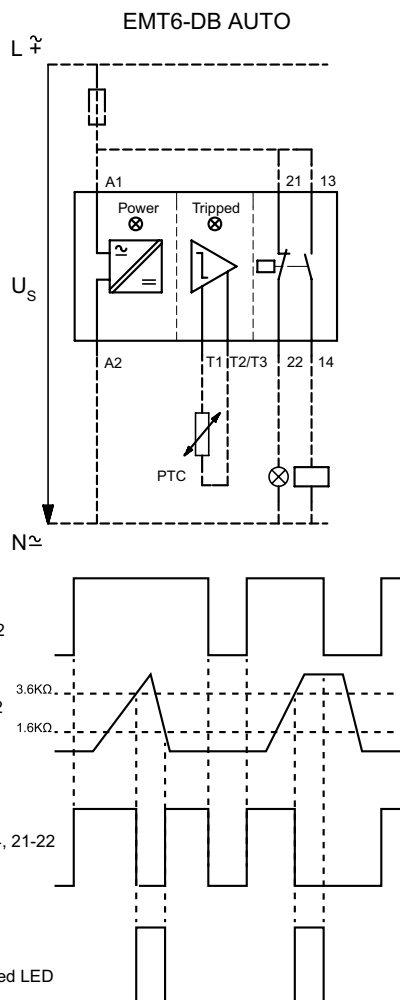 EMT6-DB AUTO
L ≂+
A1
21 13
Power
Tripped
≃
=
U_S
A2
T1 T2/T3
22 14
PTC
N≃
2
3.6KΩ
2
1.6KΩ
, 21-22
ed LED